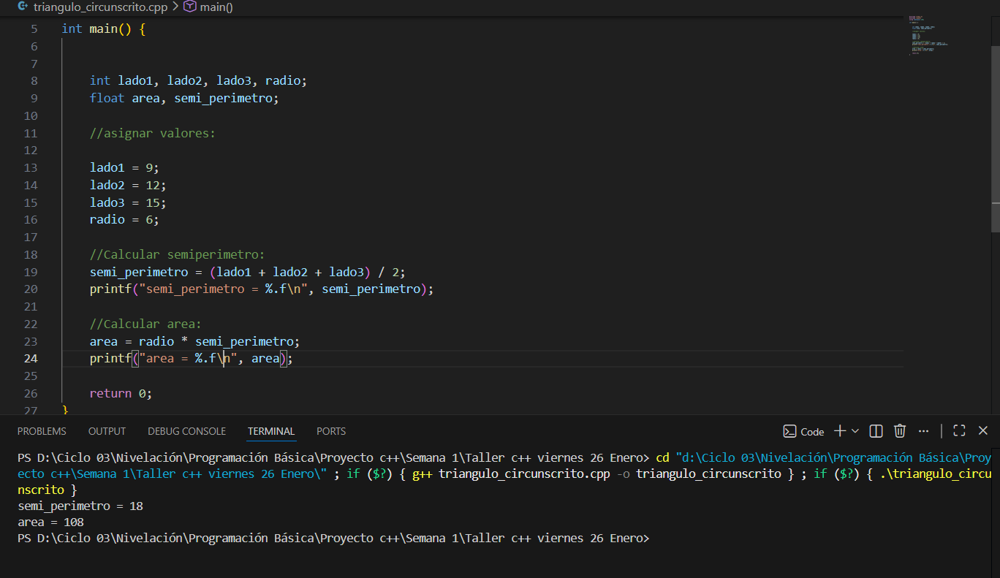 triangulo_circunscrito.cpp > main()
5 int main() {
6
7
8 int lado1, lado2, lado3, radio;
9 float area, semi_perimetro;
10
11 //asignar valores:
12
13 lado1 = 9;
14 lado2 = 12;
15 lado3 = 15;
16 radio = 6;
17
18 //Calcular semiperimetro:
19 semi_perimetro = (lado1 + lado2 + lado3) / 2;
20 printf("semi_perimetro = %.f\n", semi_perimetro);
21
22 //Calcular area:
23 area = radio * semi_perimetro;
24 printf("area = %.f\n", area);
25
26 return 0;
27 }
PROBLEMS OUTPUT DEBUG CONSOLE TERMINAL PORTS Code
PS D:\Ciclo 03\Nivelación\Programación Básica\Proyecto c++\Semana 1\Taller c++ viernes 26 Enero> cd "d:\Ciclo 03\Nivelación\Programación Básica\Proy
ecto c++\Semana 1\Taller c++ viernes 26 Enero\" ; if ($?) { g++ triangulo_circunscrito.cpp -o triangulo_circunscrito } ; if ($?) { .\triangulo_circu
nscrito }
semi_perimetro = 18
area = 108
PS D:\Ciclo 03\Nivelación\Programación Básica\Proyecto c++\Semana 1\Taller c++ viernes 26 Enero>